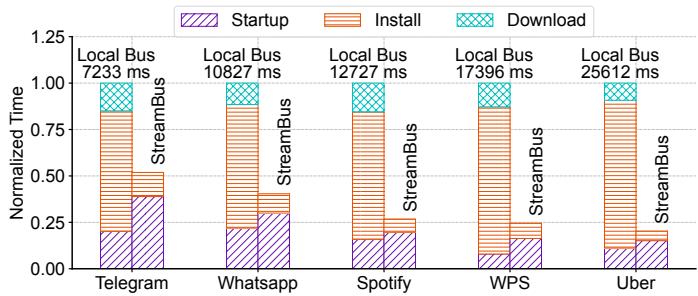 Startup Install Download
1.25
1.00
0.75
0.50
0.25
0.00
Normalized Time
Local Bus
7233 ms
StreamBus
Local Bus
10827 ms
StreamBus
Local Bus
12727 ms
StreamBus
Local Bus
17396 ms
StreamBus
Local Bus
25612 ms
StreamBus
Telegram Whatsapp Spotify WPS Uber